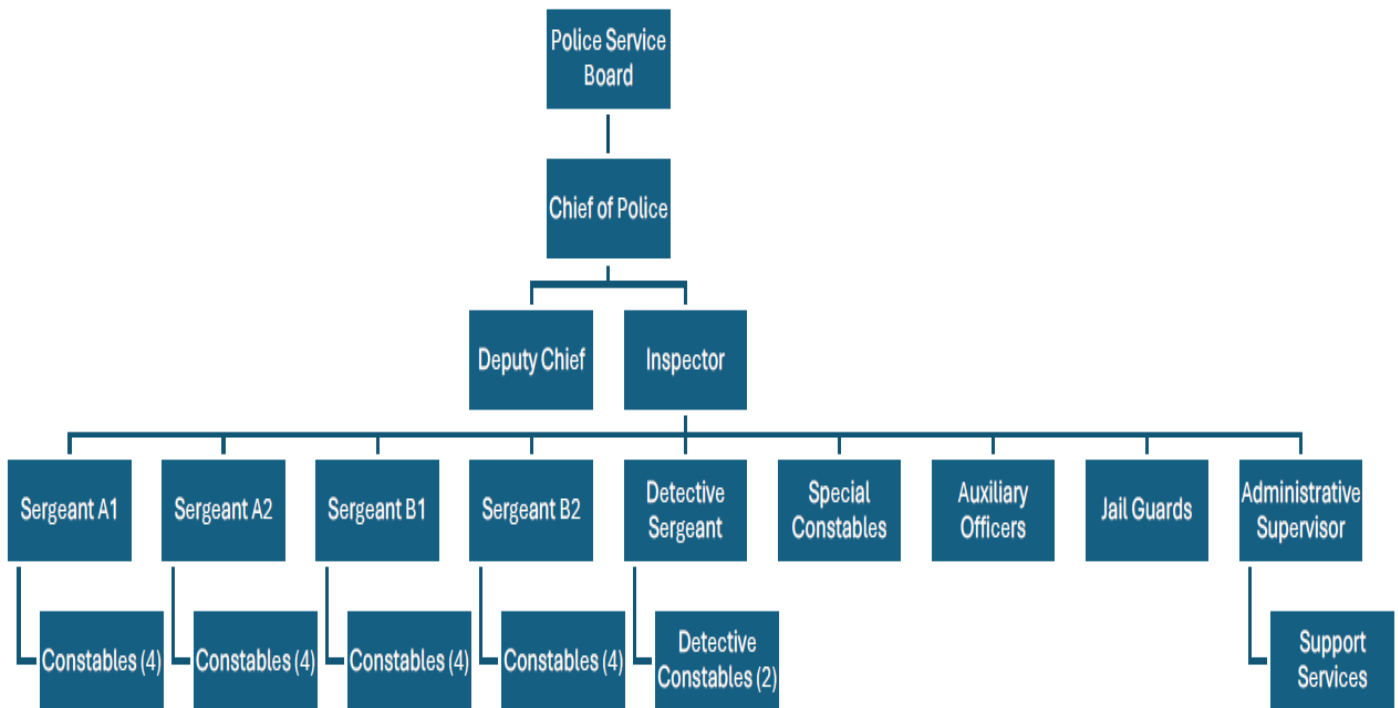 Police Service
Board
Chief of Police
Deputy Chief
Inspector
Sergeant A1
Sergeant A2
Sergeant B1
Sergeant B2
Detective
Sergeant
Special
Constables
Auxiliary
Officers
Jail Guards
Administrative
Supervisor
Constables (4)
Constables (4)
Constables (4)
Constables (4)
Detective
Constables (2)
Support
Services